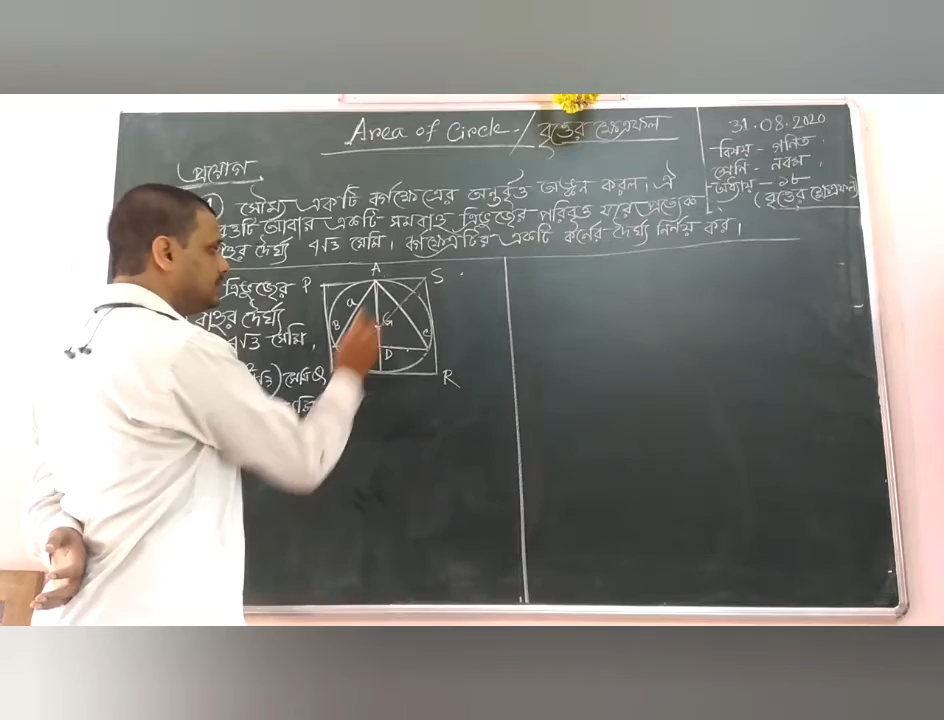 Area of Circle - / বৃত্তের ক্ষেত্রফল
31.08.2020
বিষয় - গণিত
শ্রেণি - নবম
অধ্যায় - ১৮
(বৃত্তের ক্ষেত্রফল)
প্রয়োগ
সৌম্য একটি বর্গক্ষেত্রের অন্তর্বৃত্ত অঙ্কন করল। ঐ
বৃত্তটি আবার একটি সমবাহু ত্রিভুজের পরিবৃত্ত যার প্রত্যেক
বাহুর দৈর্ঘ্য 4√3 সেমি। বর্গক্ষেত্রটির একটি কর্ণের দৈর্ঘ্য নির্ণয় কর।
ত্রিভুজের
বাহুর দৈর্ঘ্য
√3 সেমি,
সেমি
P A S
a
B G C
D
R